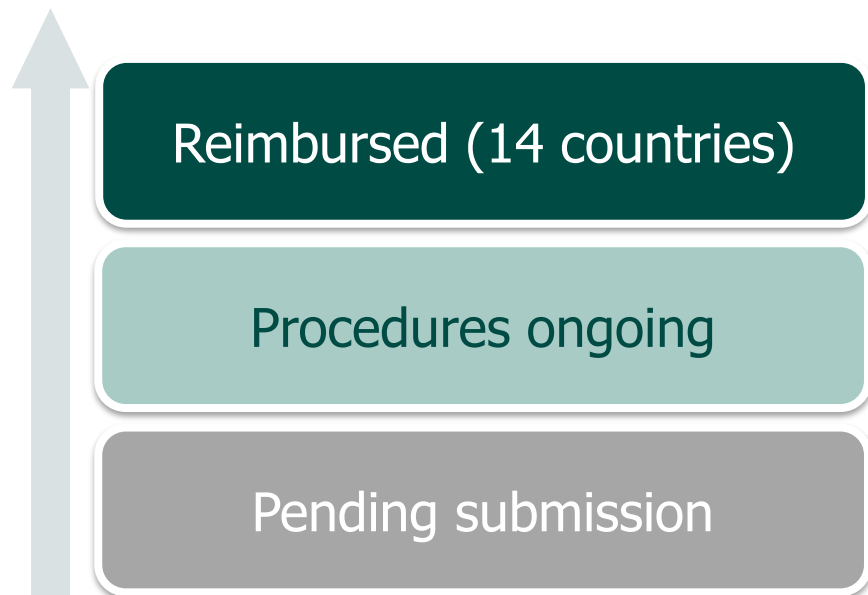 Reimbursed (14 countries)
Procedures ongoing
Pending submission